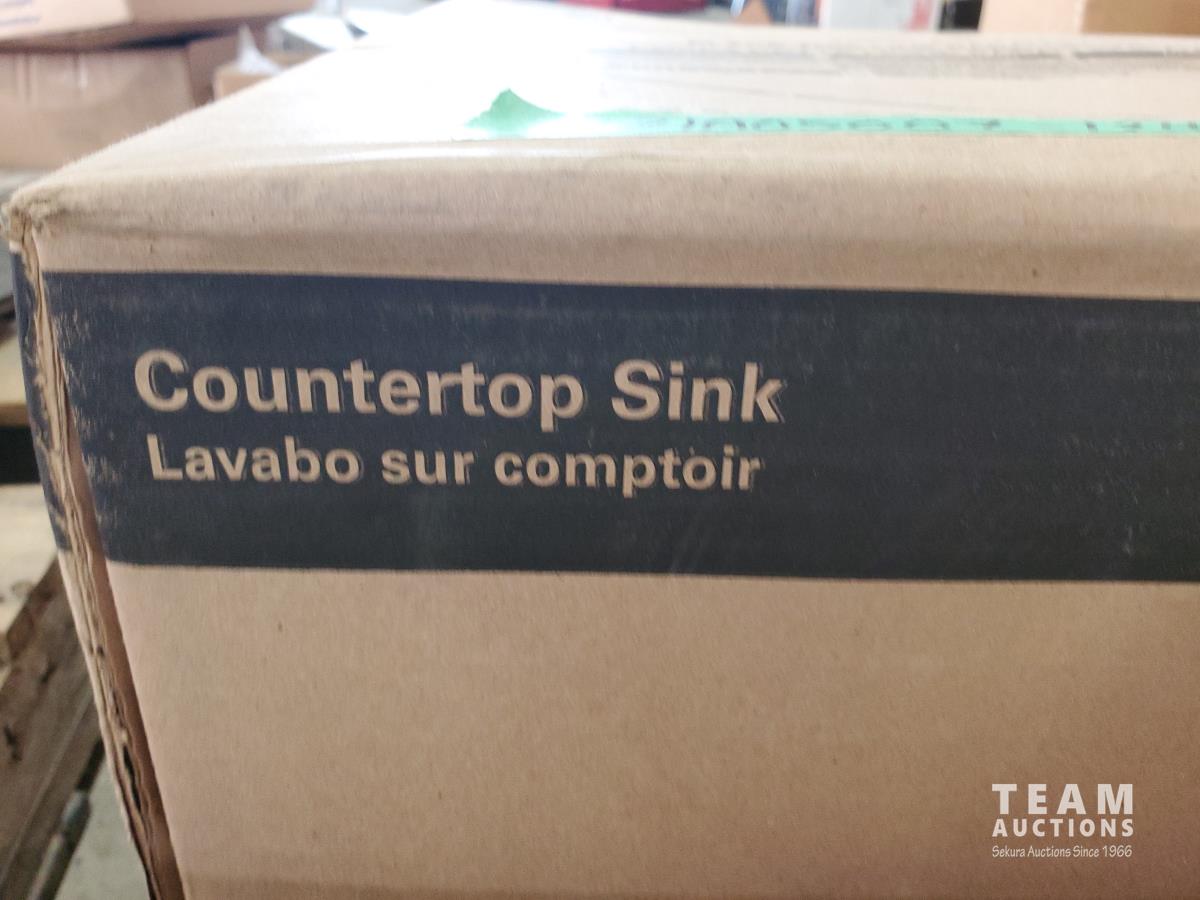 Countertop Sink
Lavabo sur comptoir
TEAM
AUCTIONS
Sekura Auctions Since 1966